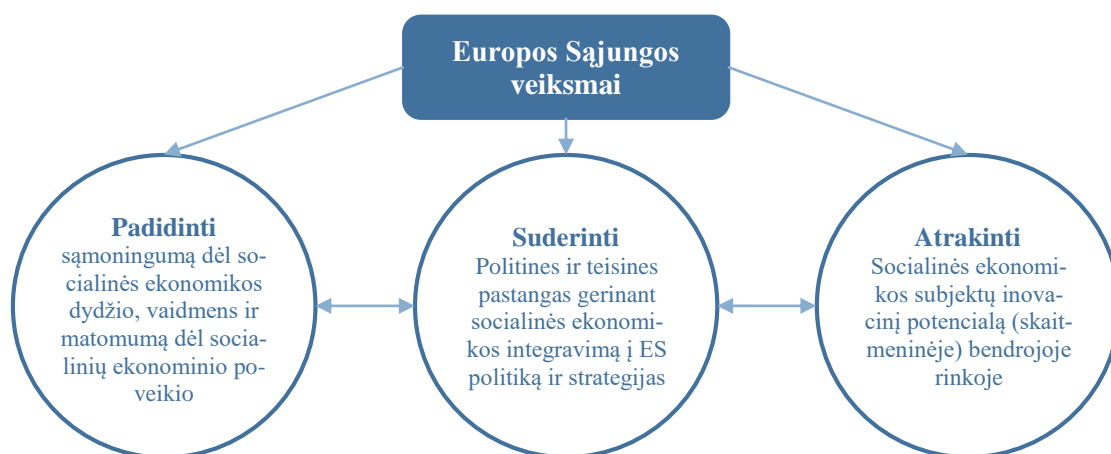 Europos Sąjungos
veiksmai
Padidinti
sąmoningumą dėl so-
cialinės ekonomikos
dydžio, vaidmens ir
matomumą dėl socia-
linių ekonominio po-
veikio
Suderinti
Politines ir teisines
pastangas gerinant
socialinės ekonomi-
kos integravimą į ES
politiką ir strategijas
Atrakinti
Socialinės ekonomi-
kos subjektų inova-
cinį potencialą (skait-
meninėje) bendrojoje
rinkoje